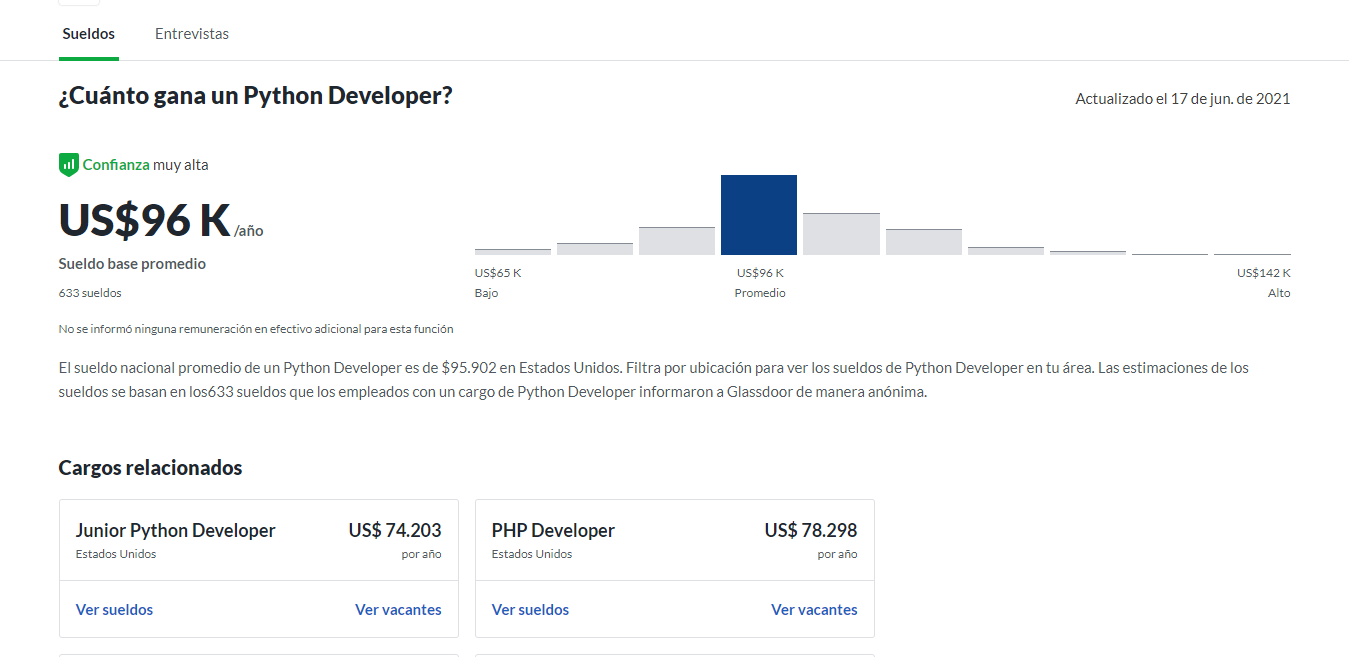 Sueldos Entrevistas
¿Cuánto gana un Python Developer?
Actualizado el 17 de jun. de 2021
Confianza muy alta
US$96 K /año
Sueldo base promedio
633 sueldos
US$65 K US$96 K US$142 K
Bajo Promedio Alto
No se informó ninguna remuneración en efectivo adicional para esta función
El sueldo nacional promedio de un Python Developer es de $95.902 en Estados Unidos. Filtra por ubicación para ver los sueldos de Python Developer en tu área. Las estimaciones de los
sueldos se basan en los633 sueldos que los empleados con un cargo de Python Developer informaron a Glassdoor de manera anónima.
Cargos relacionados
Junior Python Developer US$ 74.203
Estados Unidos por año
Ver sueldos Ver vacantes
PHP Developer US$ 78.298
Estados Unidos por año
Ver sueldos Ver vacantes